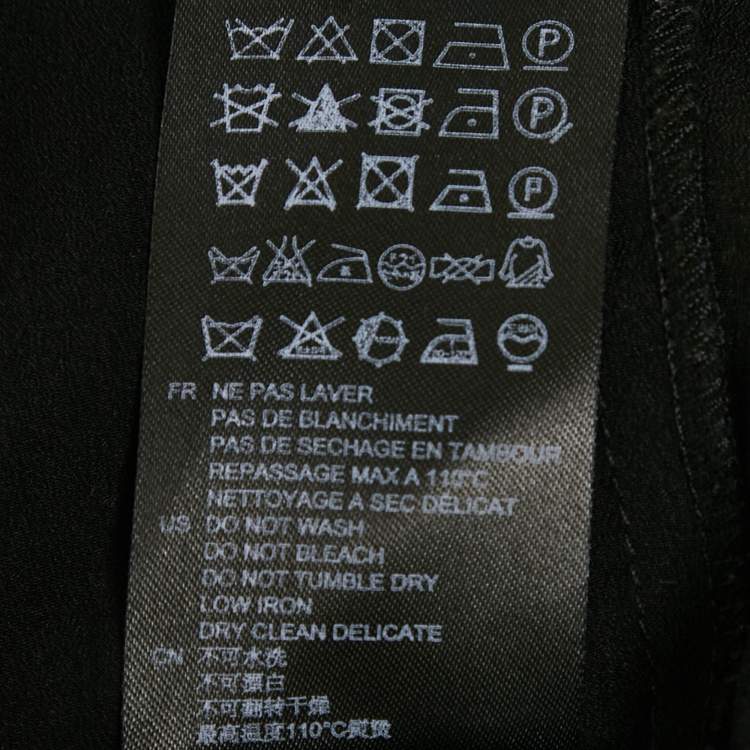 P
P
P
FR NE PAS LAVER
PAS DE BLANCHIMENT
PAS DE SECHAGE EN TAMBOUR
REPASSAGE MAX A 110°C
NETTOYAGE A SEC DELICAT
US DO NOT WASH
DO NOT BLEACH
DO NOT TUMBLE DRY
LOW IRON
DRY CLEAN DELICATE
CN 不可水洗
不可漂白
不可翻转干燥
最高温度110°C熨烫